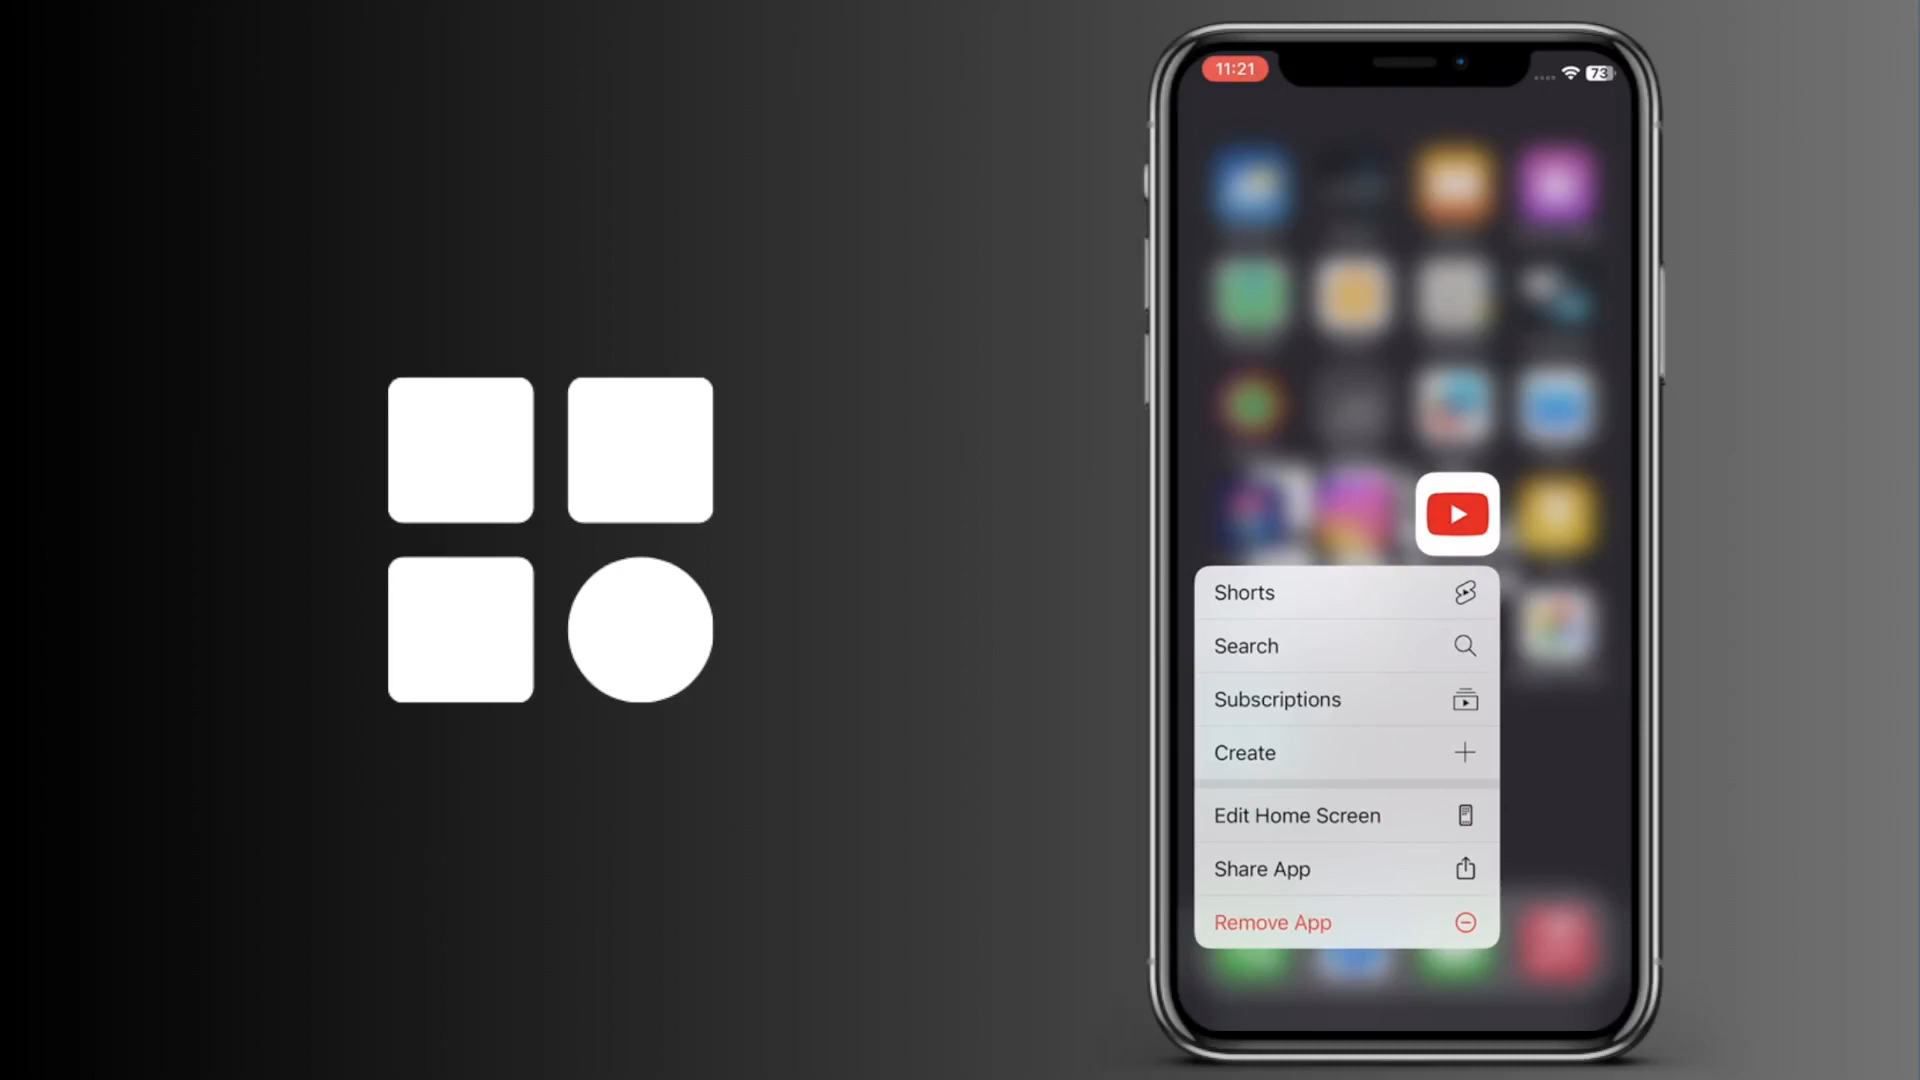 11:21
73
Shorts
Search
Subscriptions
Create
Edit Home Screen
Share App
Remove App